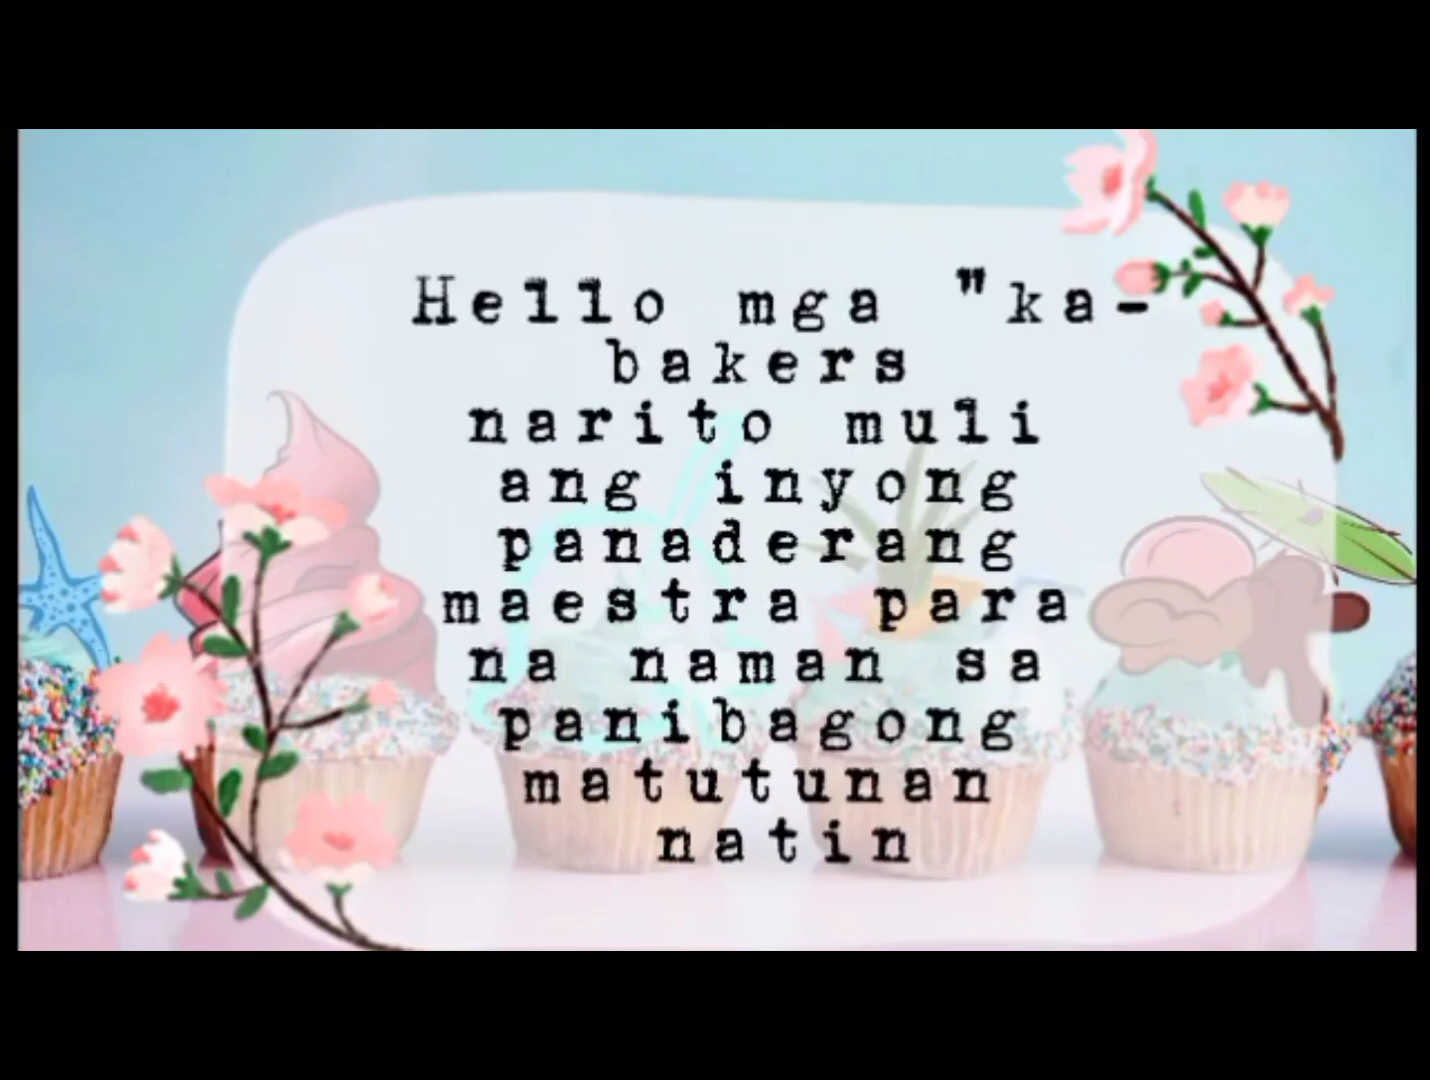 Hello mga "ka-
bakers
narito muli
ang inyong
panaderang
maestra para
na naman sa
panibagong
matutunan
natin